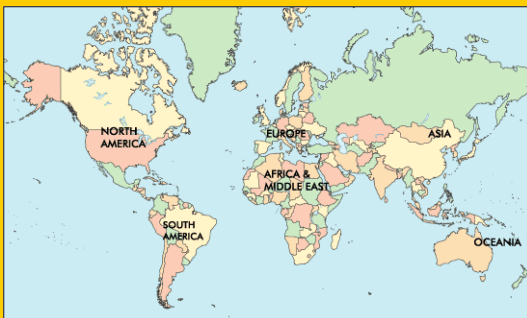 NORTH
AMERICA
EUROPE
ASIA
AFRICA &
MIDDLE EAST
SOUTH
AMERICA
OCEANIA